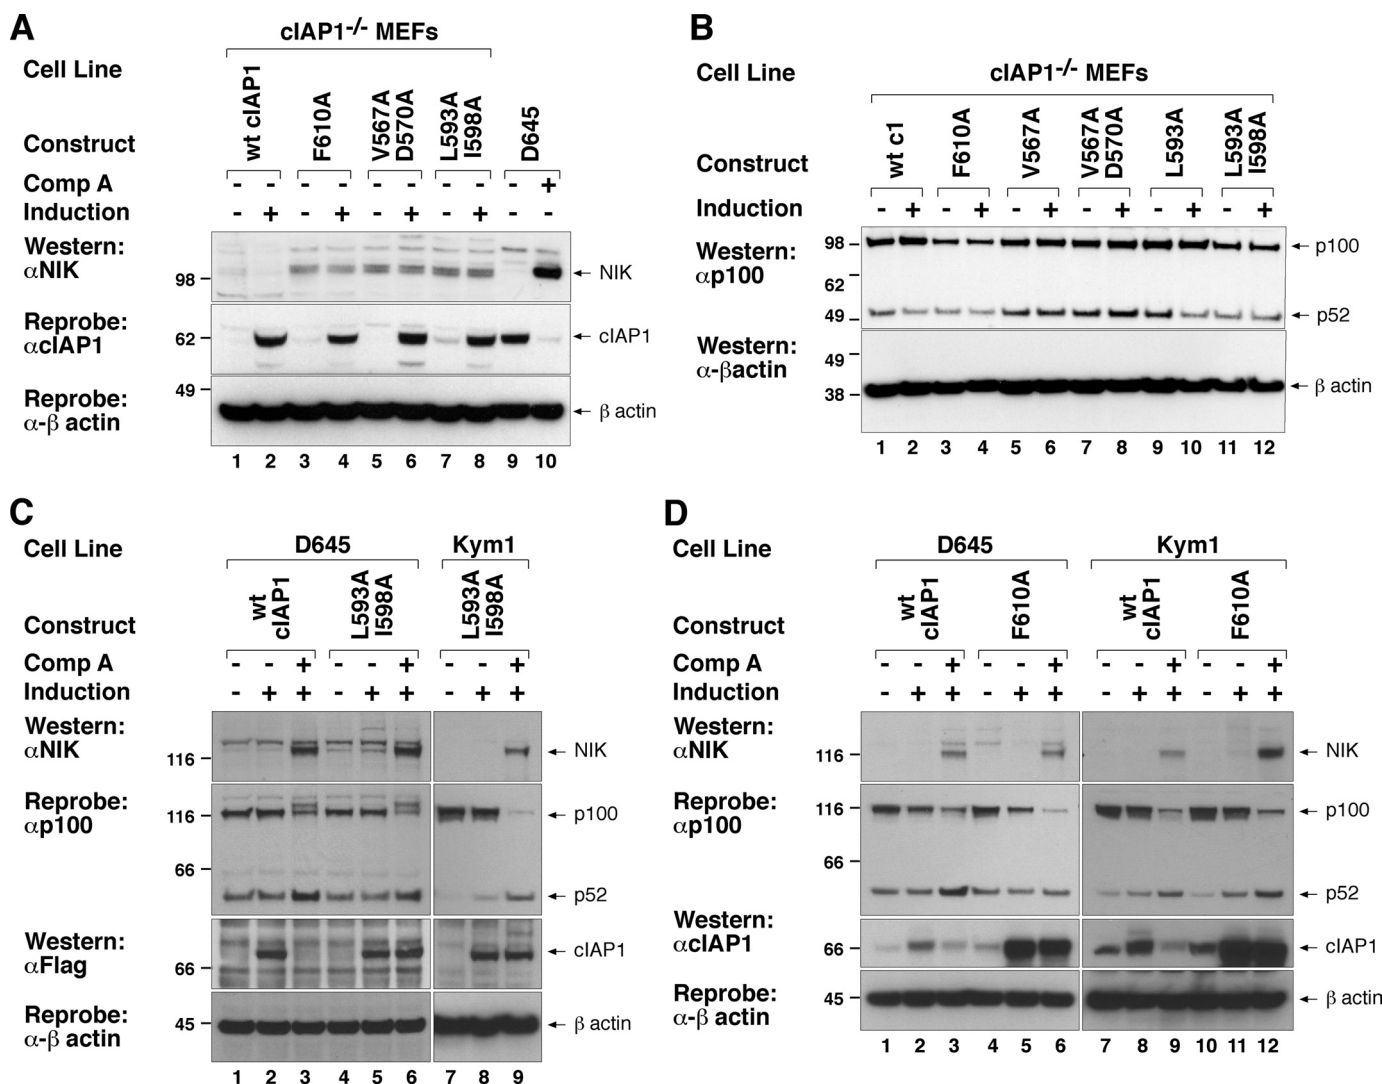 A
cIAP1-/- MEFs
Cell Line
Construct
wt cIAP1
F610A
V567A
D570A
L593A
I598A
D645
Comp A - - - - - - - - - +
Induction - + - + - + - + - -
Western:
αNIK
98
NIK
Reprobe:
αcIAP1
62
cIAP1
49
Reprobe:
α-β actin
β actin
1 2 3 4 5 6 7 8 9 10
B
Cell Line
cIAP1-/- MEFs
Construct
wt c1
F610A
V567A
V567A
D570A
L593A
L593A
I598A
Induction - + - + - + - + - + - +
Western:
αp100
98
62
49
p100
p52
Western:
α-βactin
49
38
β actin
1 2 3 4 5 6 7 8 9 10 11 12
C
Cell Line
D645
Kym1
Construct
wt
cIAP1
L593A
I598A
L593A
I598A
Comp A - - + - - + - - +
Induction - + + - + + - + +
Western:
αNIK
116
NIK
Reprobe:
αp100
116
66
p100
p52
Western:
αFlag
66
cIAP1
Reprobe:
α-β actin
45
β actin
1 2 3 4 5 6 7 8 9
D
Cell Line
D645
Kym1
Construct
wt
cIAP1
F610A
wt
cIAP1
F610A
Comp A - - + - - + - - + - - +
Induction - + + - + + - + + - + +
Western:
αNIK
116
NIK
Reprobe:
αp100
116
66
p100
p52
Western:
αcIAP1
66
cIAP1
Reprobe:
α-β actin
45
β actin
1 2 3 4 5 6 7 8 9 10 11 12